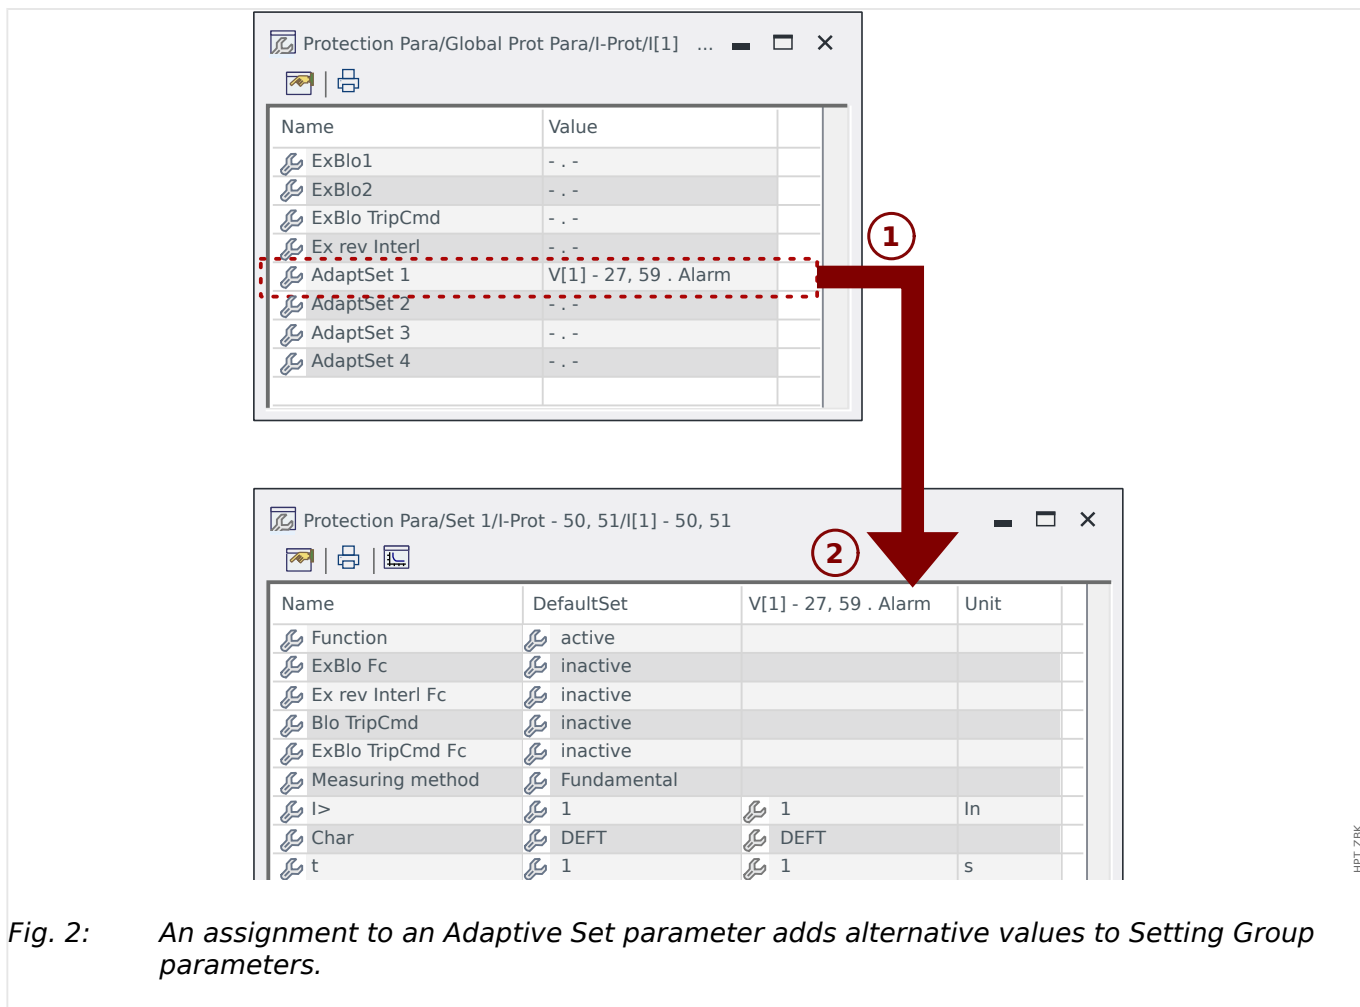 Protection Para/Global Prot Para/I-Prot/I[1] ...
Name Value
ExBlo1 - . -
ExBlo2 - . -
ExBlo TripCmd - . -
Ex rev Interl - . -
AdaptSet 1 V[1] - 27, 59 . Alarm
AdaptSet 2 - . -
AdaptSet 3 - . -
AdaptSet 4 - . -
1
Protection Para/Set 1/I-Prot - 50, 51/I[1] - 50, 51
2
Name DefaultSet V[1] - 27, 59 . Alarm Unit
Function active
ExBlo Fc inactive
Ex rev Interl Fc inactive
Blo TripCmd inactive
ExBlo TripCmd Fc inactive
Measuring method Fundamental
I> 1 1 In
Char DEFT DEFT
t 1 1 s
HPT_ZBK
Fig. 2: An assignment to an Adaptive Set parameter adds alternative values to Setting Group
parameters.